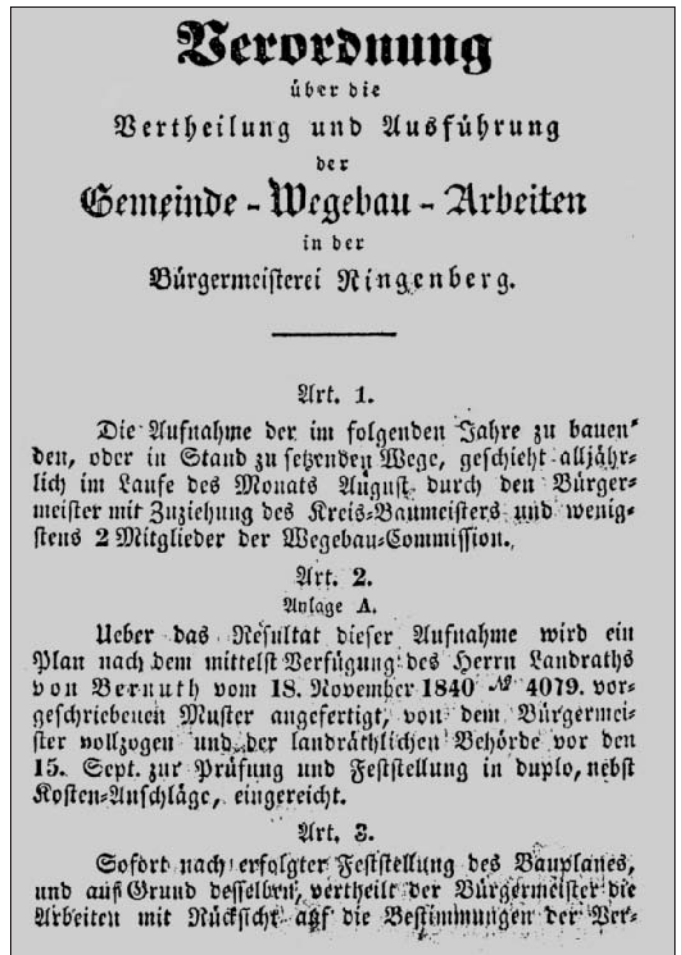 Verordnung
über die
Vertheilung und Ausführung
der
Gemeinde-Wegebau-Arbeiten
in der
Bürgermeisterei Ringenberg.
Art. 1.
Die Aufnahme der im folgenden Jahre zu bauen-
den, oder in Stand zu setzenden Wege, geschieht alljähr-
lich im Laufe des Monats August durch den Bürger-
meister mit Zuziehung des Kreis-Baumeisters und wenig-
stens 2 Mitglieder der Wegebau-Commission.
Art. 2.
Anlage A.
Ueber das Resultat dieser Aufnahme wird ein
Plan nach dem mittelst Verfügung des Herrn Landraths
von Bernuth vom 18. November 1840 № 4079. vor-
geschriebenen Muster angefertigt, von dem Bürgermei-
ster vollzogen und der landräthlichen Behörde vor den
15. Sept. zur Prüfung und Feststellung in duplo, nebst
Kosten-Anschläge, eingereicht.
Art. 3.
Sofort nach erfolgter Feststellung des Bauplanes,
und auf Grund desselben, vertheilt der Bürgermeister die
Arbeiten mit Rücksicht auf die Bestimmungen der Ver-